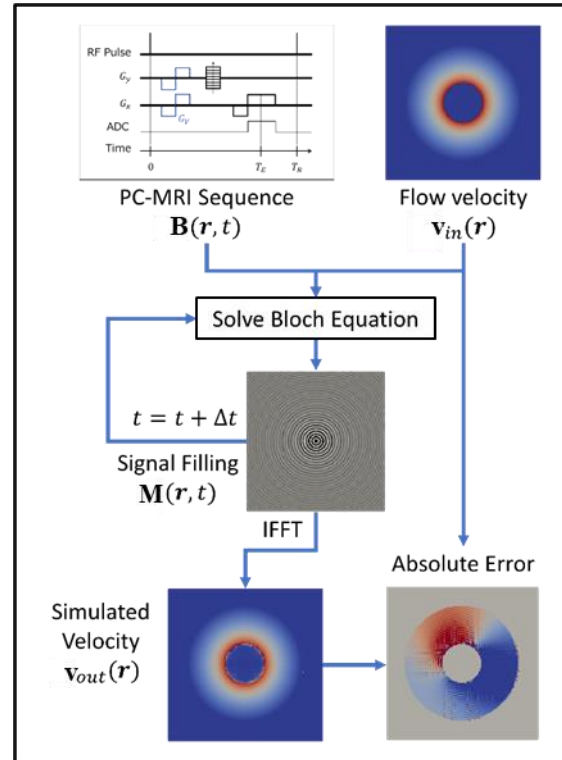 RF Pulse
G_y
G_x
G_V
ADC
Time
0
T_E
T_R
PC-MRI Sequence
B(r, t)
Flow velocity
v_in(r)
Solve Bloch Equation
t = t + Δt
Signal Filling
M(r, t)
IFFT
Absolute Error
Simulated
Velocity
v_out(r)